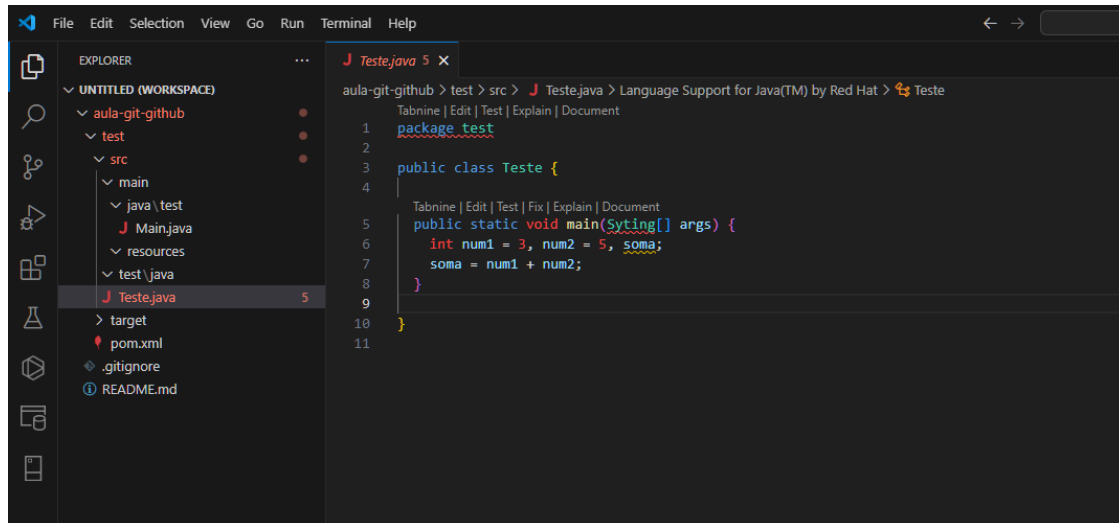 File Edit Selection View Go Run Terminal Help
EXPLORER
UNTITLED (WORKSPACE)
aula-git-github
test
src
main
java\test
Main.java
resources
test\java
Teste.java 5
target
pom.xml
.gitignore
README.md
Teste.java 5
aula-git-github > test > src > Teste.java > Language Support for Java(TM) by Red Hat > Teste
Tabnine | Edit | Test | Explain | Document
1 package test
2
3 public class Teste {
4
Tabnine | Edit | Test | Fix | Explain | Document
5 public static void main(Syting[] args) {
6 int num1 = 3, num2 = 5, soma;
7 soma = num1 + num2;
8 }
9
10 }
11